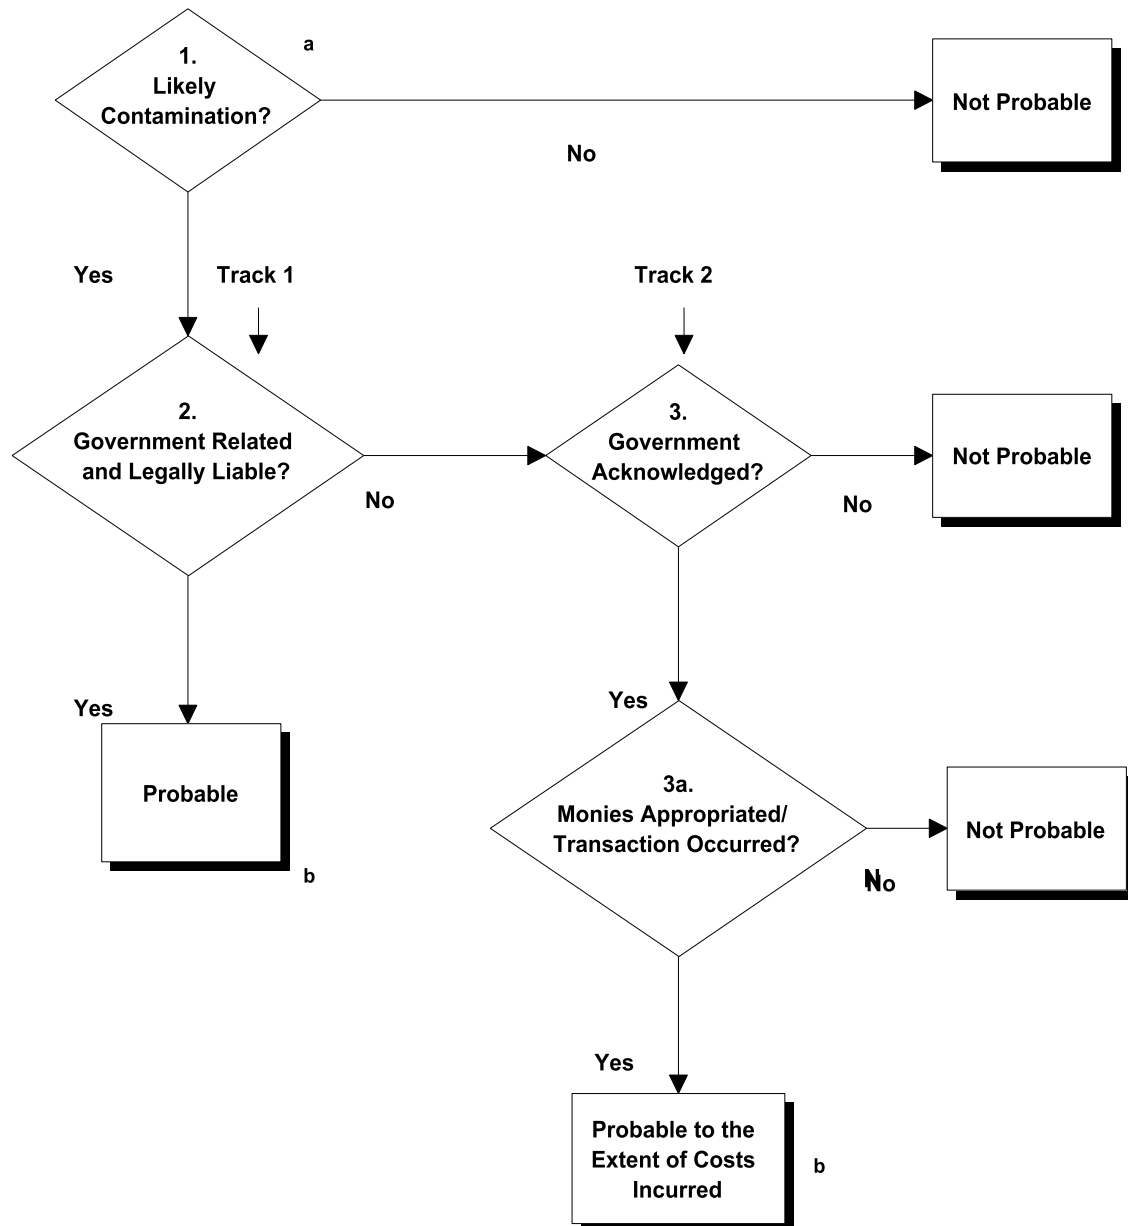 a
1.
Likely
Contamination?
Not Probable
No
Yes
Track 1
Track 2
2.
Government Related
and Legally Liable?
No
3.
Government
Acknowledged?
No
Not Probable
Yes
Probable
b
Yes
3a.
Monies Appropriated/
Transaction Occurred?
No
Not Probable
Yes
Probable to the
Extent of Costs
Incurred
b